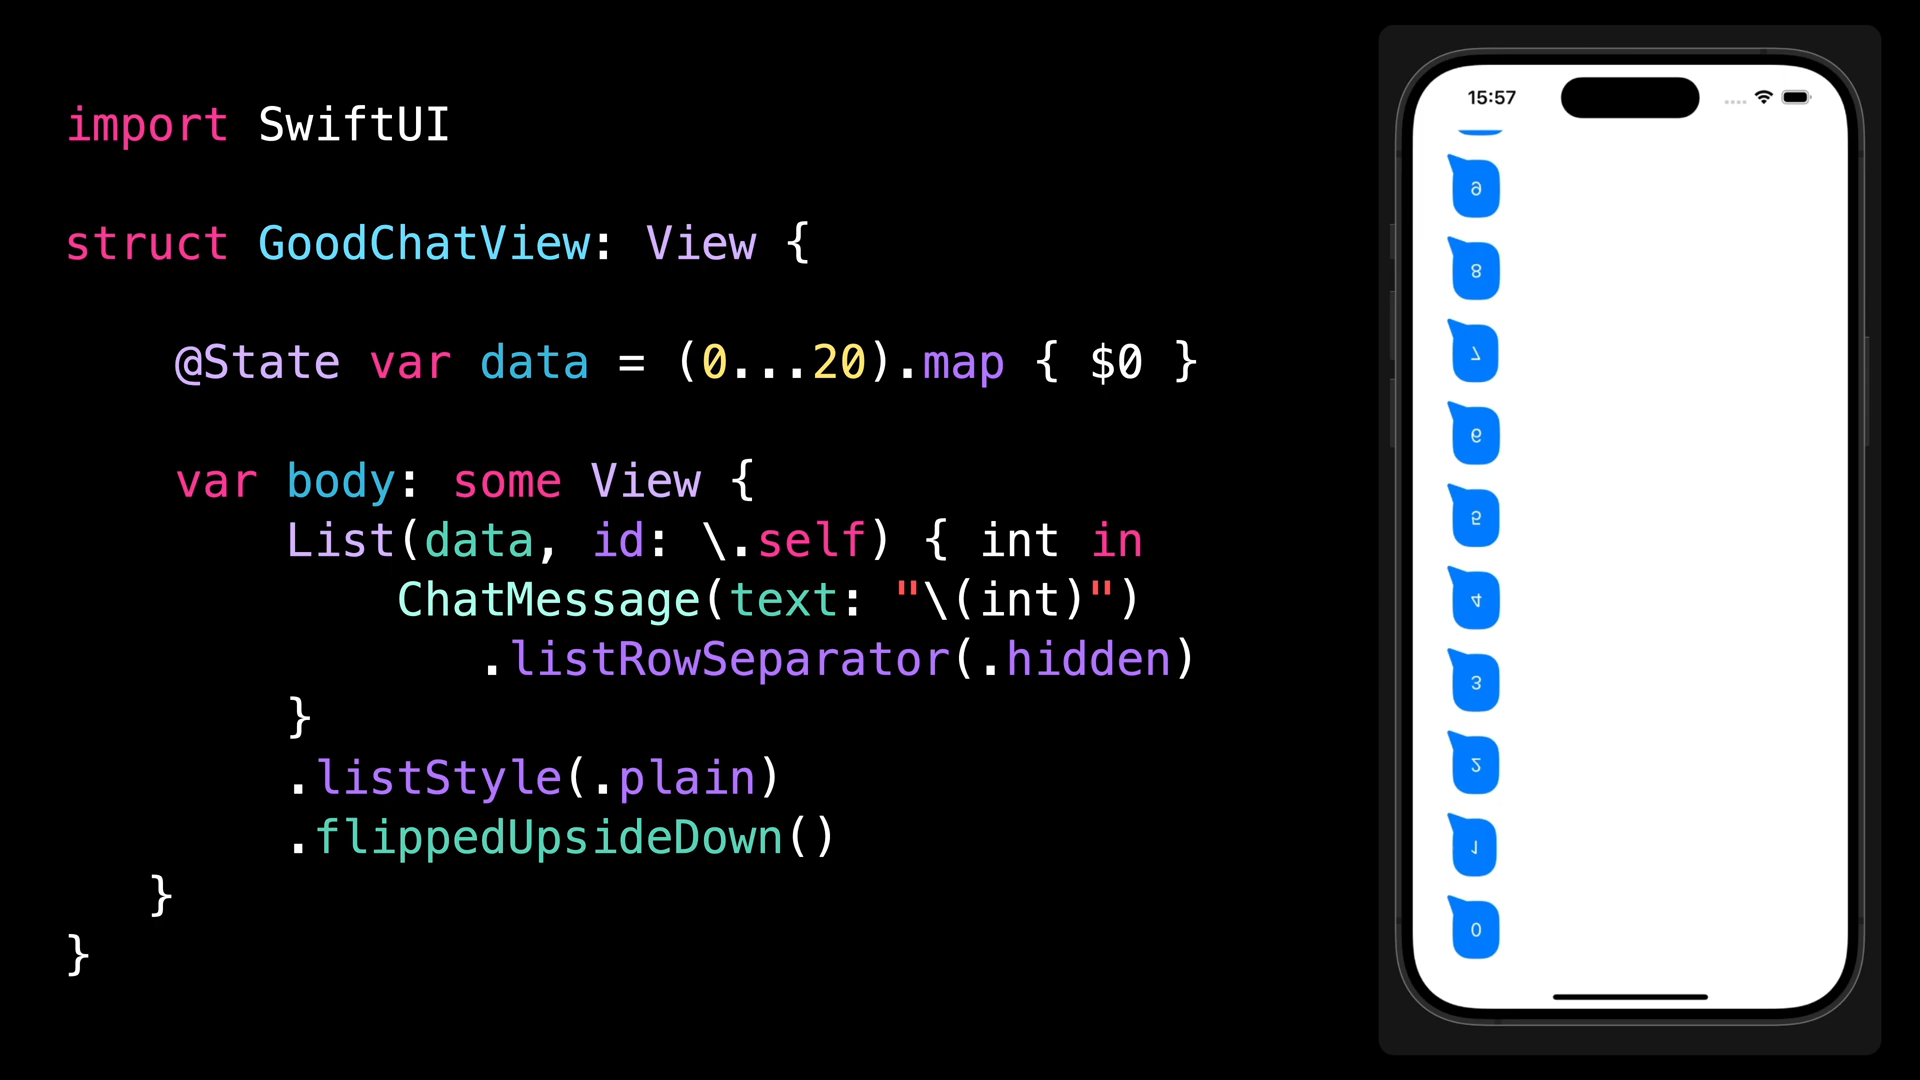 import SwiftUI
struct GoodChatView: View {
@State var data = (0...20).map { $0 }
var body: some View {
List(data, id: \.self) { int in
ChatMessage(text: "\(int)")
.listRowSeparator(.hidden)
}
.listStyle(.plain)
.flippedUpsideDown()
}
}
15:57
9
8
7
6
5
4
3
2
1
0